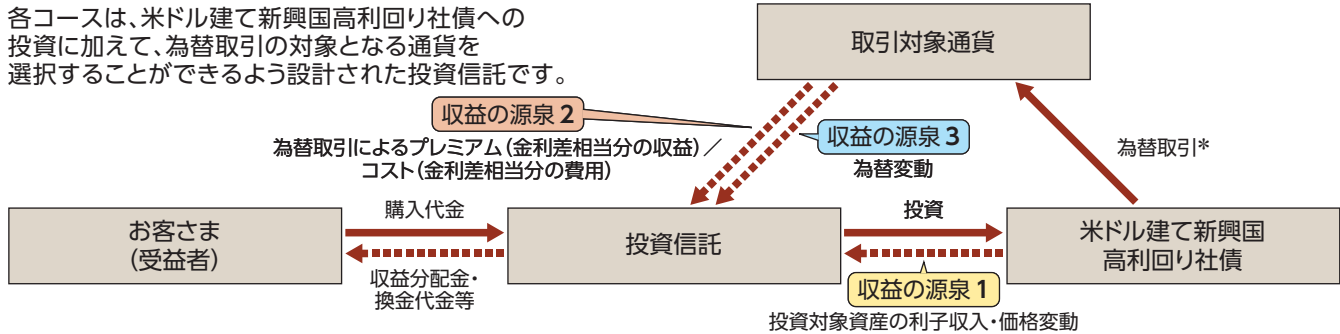 各コースは、米ドル建て新興国高利回り社債への
投資に加えて、為替取引の対象となる通貨を
選択することができるよう設計された投資信託です。
取引対象通貨
収益の源泉2
為替取引によるプレミアム(金利差相当分の収益)/
コスト(金利差相当分の費用)
収益の源泉3
為替変動
為替取引*
お客さま
(受益者)
購入代金
収益分配金・
換金代金等
投資信託
投資
収益の源泉1
投資対象資産の利子収入・価格変動
米ドル建て新興国
高利回り社債